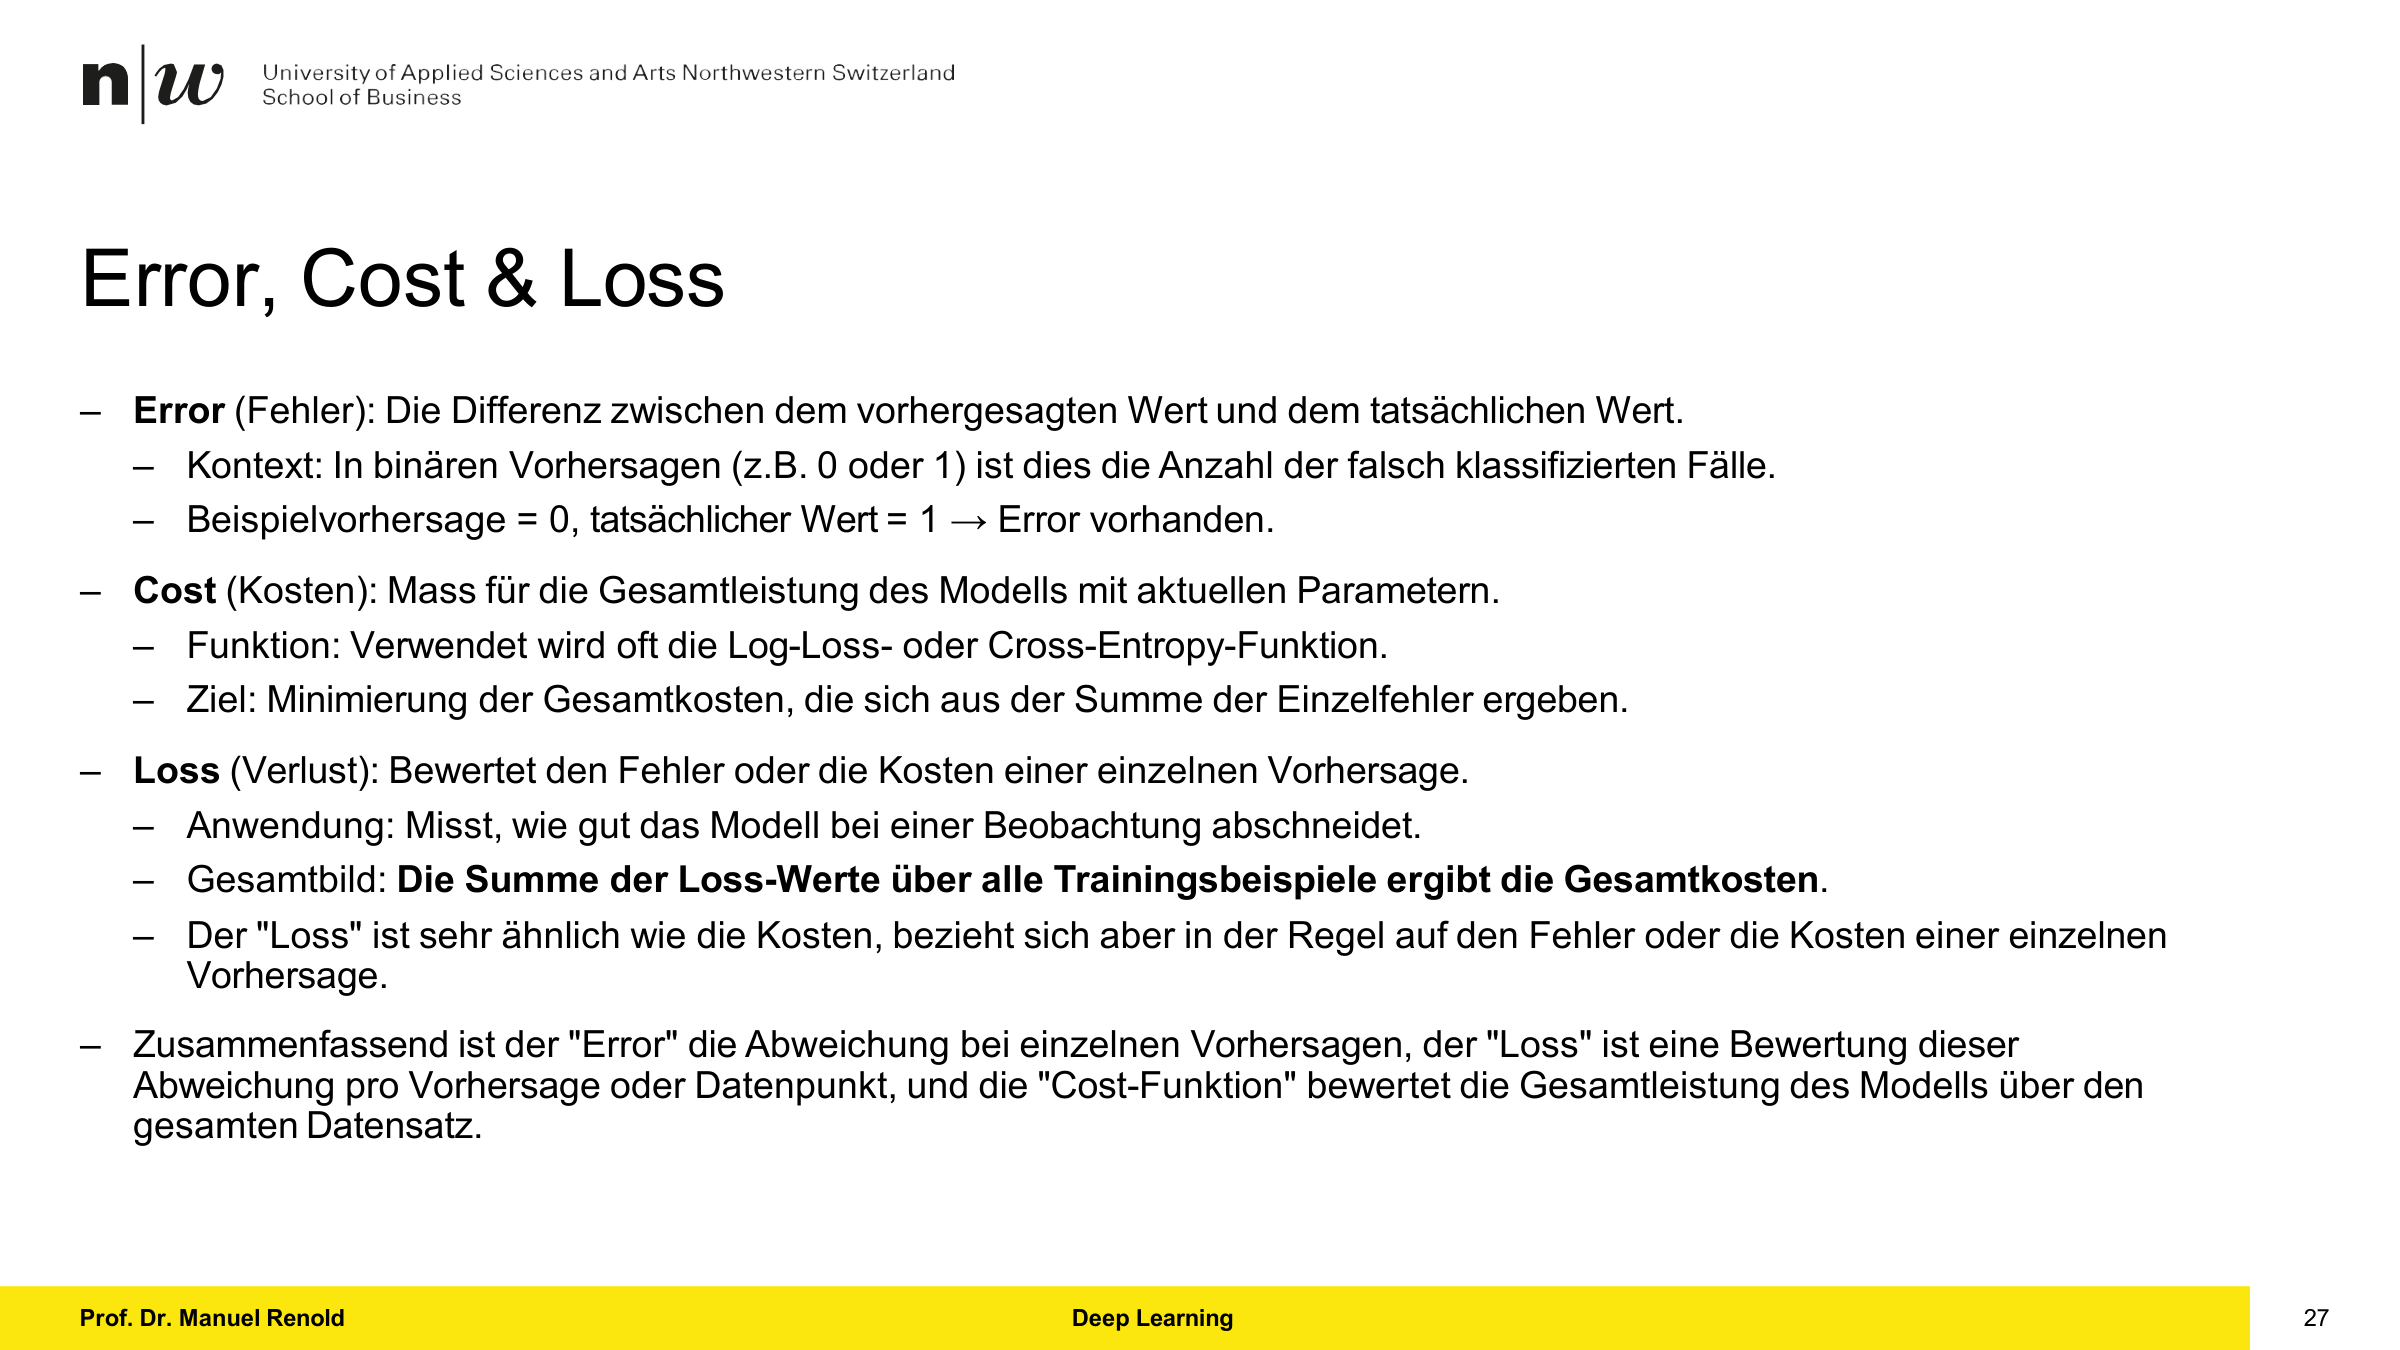 n|w University of Applied Sciences and Arts Northwestern Switzerland
School of Business
Error, Cost & Loss
– Error (Fehler): Die Differenz zwischen dem vorhergesagten Wert und dem tatsächlichen Wert.
– Kontext: In binären Vorhersagen (z.B. 0 oder 1) ist dies die Anzahl der falsch klassifizierten Fälle.
– Beispielvorhersage = 0, tatsächlicher Wert = 1 → Error vorhanden.
– Cost (Kosten): Mass für die Gesamtleistung des Modells mit aktuellen Parametern.
– Funktion: Verwendet wird oft die Log-Loss- oder Cross-Entropy-Funktion.
– Ziel: Minimierung der Gesamtkosten, die sich aus der Summe der Einzelfehler ergeben.
– Loss (Verlust): Bewertet den Fehler oder die Kosten einer einzelnen Vorhersage.
– Anwendung: Misst, wie gut das Modell bei einer Beobachtung abschneidet.
– Gesamtbild: Die Summe der Loss-Werte über alle Trainingsbeispiele ergibt die Gesamtkosten.
– Der "Loss" ist sehr ähnlich wie die Kosten, bezieht sich aber in der Regel auf den Fehler oder die Kosten einer einzelnen
Vorhersage.
– Zusammenfassend ist der "Error" die Abweichung bei einzelnen Vorhersagen, der "Loss" ist eine Bewertung dieser
Abweichung pro Vorhersage oder Datenpunkt, und die "Cost-Funktion" bewertet die Gesamtleistung des Modells über den
gesamten Datensatz.
Prof. Dr. Manuel Renold Deep Learning 27